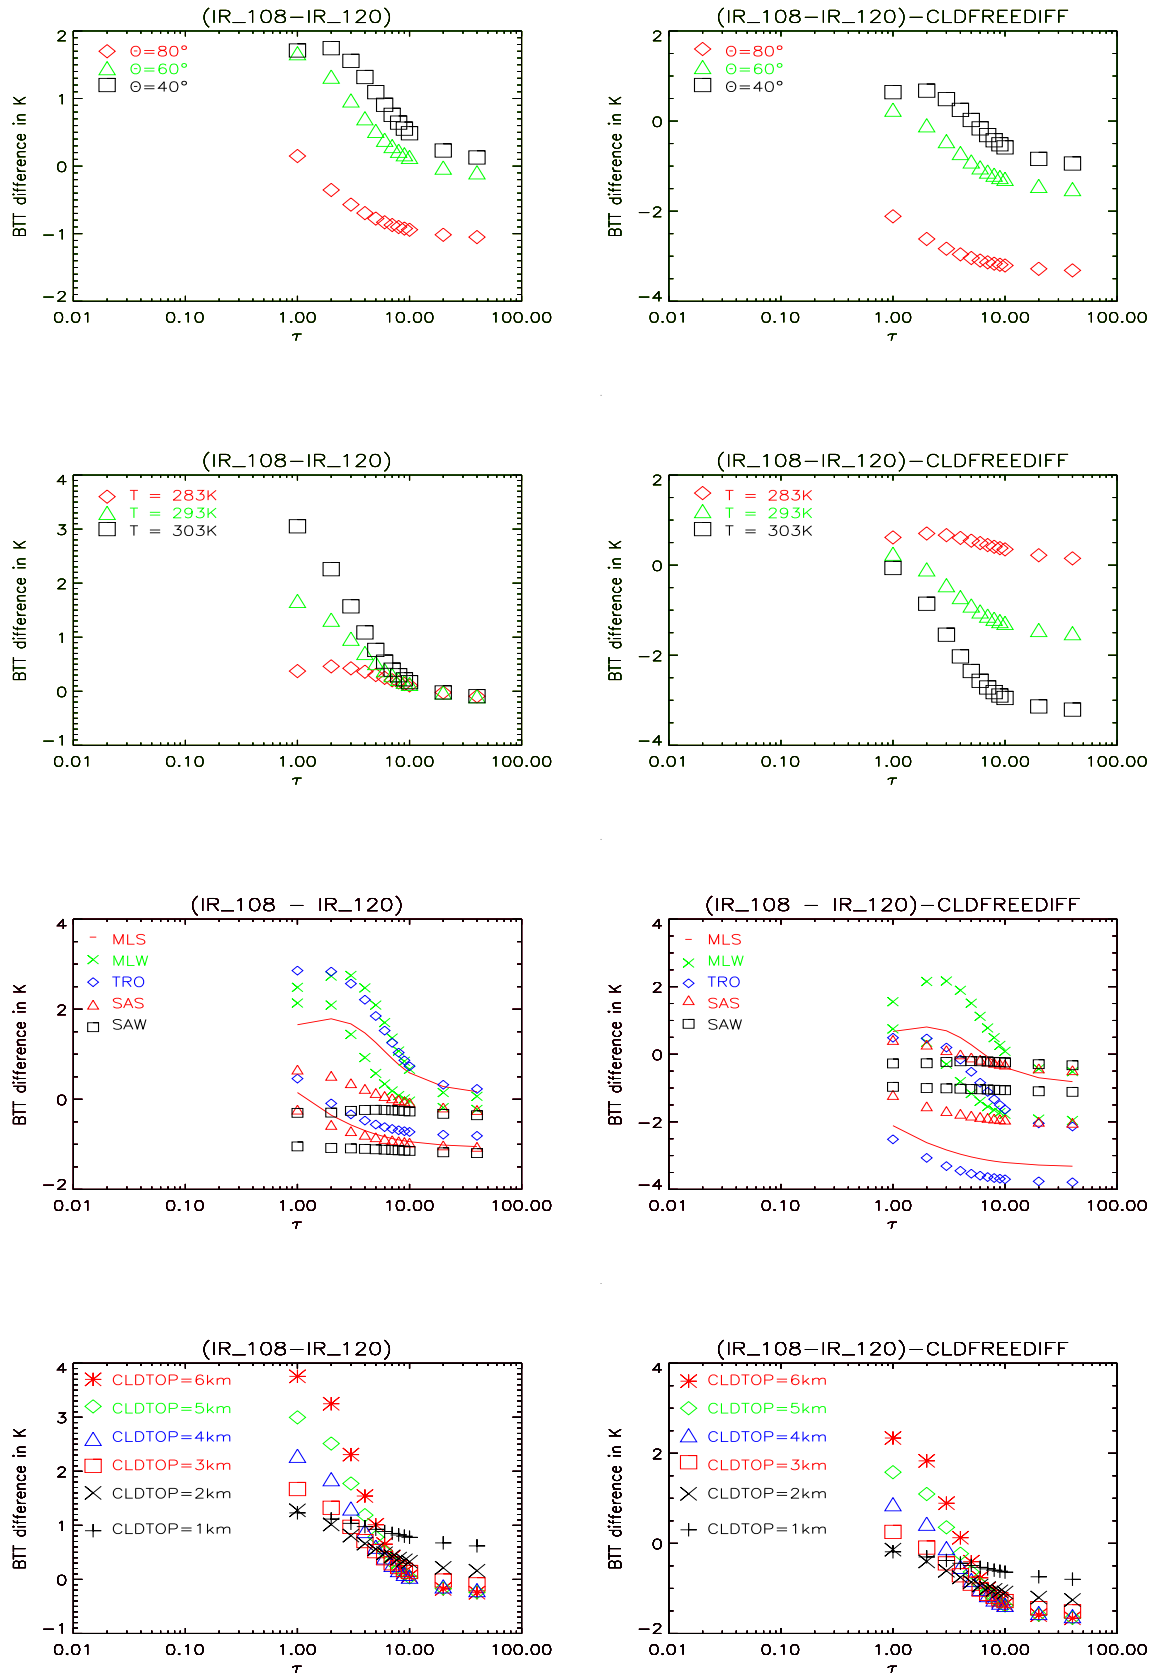 (IR_108−IR_120)
BTT difference in K
2
1
0
−1
−2
Θ=80°
Θ=60°
Θ=40°
0.01 0.10 1.00 10.00 100.00
τ
(IR_108−IR_120)−CLDFREEDIFF
BTT difference in K
2
0
−2
−4
Θ=80°
Θ=60°
Θ=40°
0.01 0.10 1.00 10.00 100.00
τ
(IR_108−IR_120)
BTT difference in K
4
3
2
1
0
−1
T = 283K
T = 293K
T = 303K
0.01 0.10 1.00 10.00 100.00
τ
(IR_108−IR_120)−CLDFREEDIFF
BTT difference in K
2
0
−2
−4
T = 283K
T = 293K
T = 303K
0.01 0.10 1.00 10.00 100.00
τ
(IR_108 − IR_120)
BTT difference in K
4
2
0
−2
MLS
MLW
TRO
SAS
SAW
0.01 0.10 1.00 10.00 100.00
τ
(IR_108 − IR_120)−CLDFREEDIFF
BTT difference in K
4
2
0
−2
−4
MLS
MLW
TRO
SAS
SAW
0.01 0.10 1.00 10.00 100.00
τ
(IR_108−IR_120)
BTT difference in K
4
3
2
1
0
−1
CLDTOP=6km
CLDTOP=5km
CLDTOP=4km
CLDTOP=3km
CLDTOP=2km
CLDTOP=1km
0.01 0.10 1.00 10.00 100.00
τ
(IR_108−IR_120)−CLDFREEDIFF
BTT difference in K
4
2
0
−2
CLDTOP=6km
CLDTOP=5km
CLDTOP=4km
CLDTOP=3km
CLDTOP=2km
CLDTOP=1km
0.01 0.10 1.00 10.00 100.00
τ